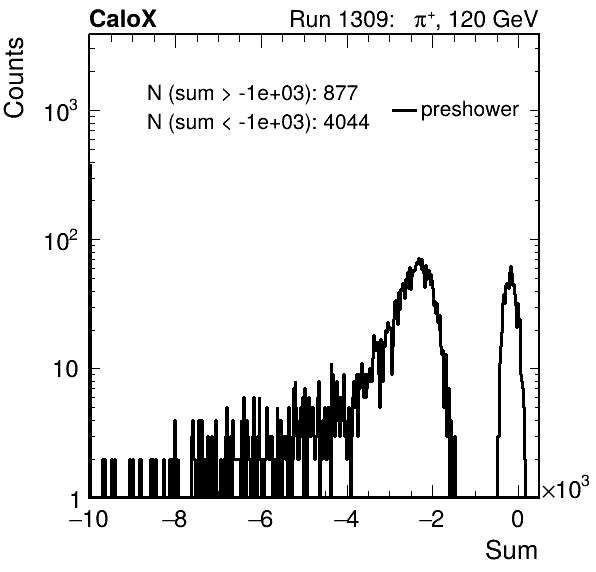 CaloX Run 1309: π⁺, 120 GeV
Counts
N (sum > -1e+03): 877
N (sum < -1e+03): 4044
preshower
10³
10²
10
1
−10 −8 −6 −4 −2 0 ×10³
Sum